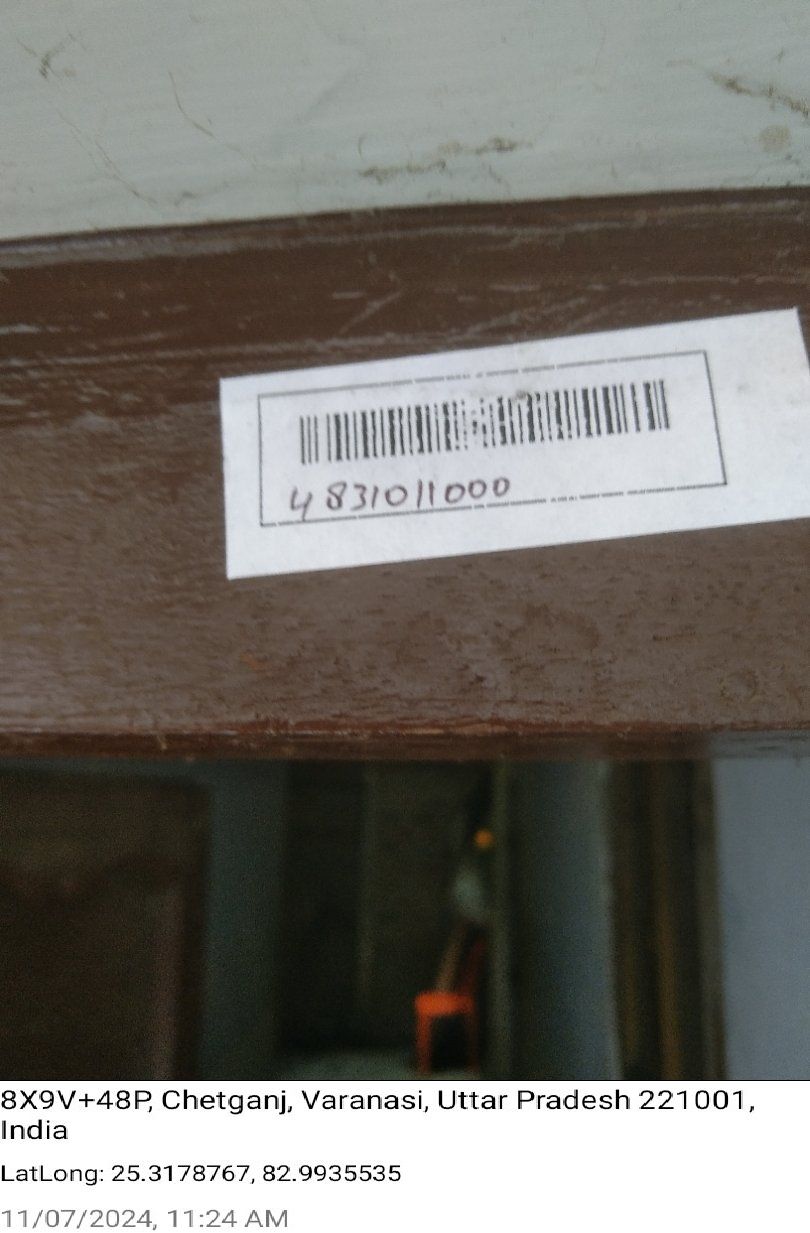 4831011000
8X9V+48P, Chetganj, Varanasi, Uttar Pradesh 221001,
India
LatLong: 25.3178767, 82.9935535
11/07/2024, 11:24 AM